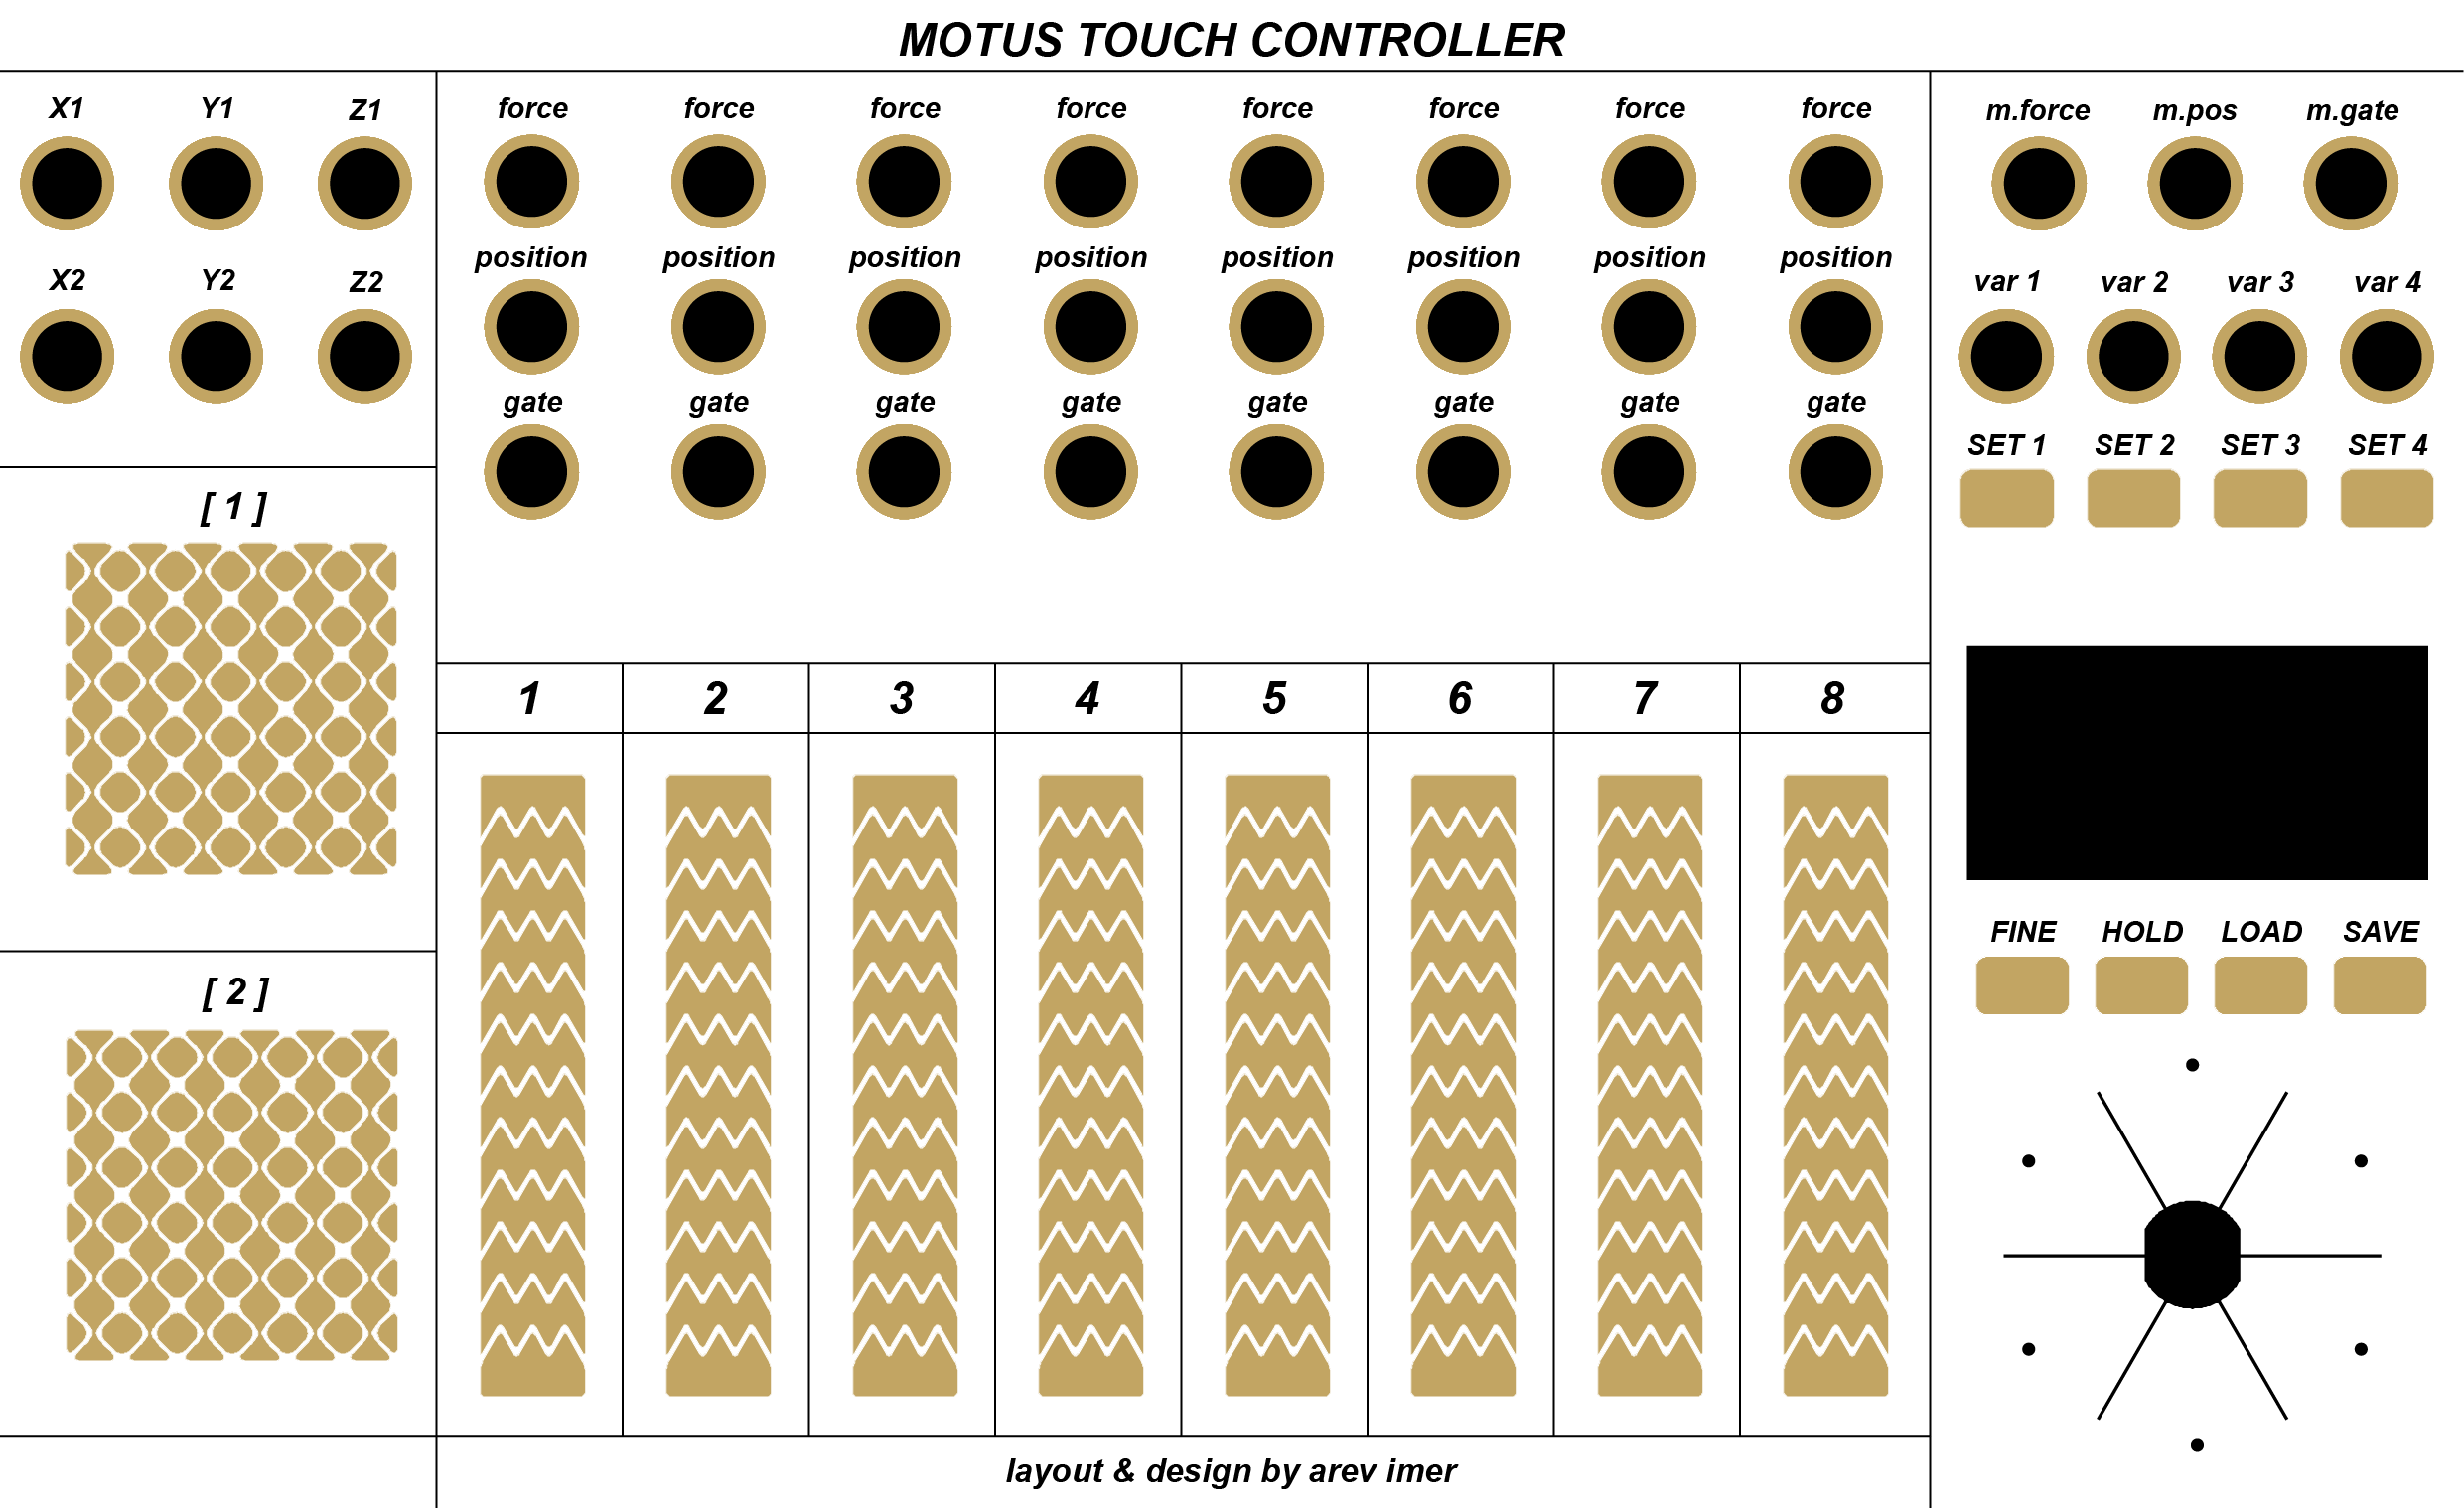 MOTUS TOUCH CONTROLLER
X1 Y1 Z1
X2 Y2 Z2
[ 1 ]
[ 2 ]
force force force force force force force force
position position position position position position position position
gate gate gate gate gate gate gate gate
1 2 3 4 5 6 7 8
m.force m.pos m.gate
var 1 var 2 var 3 var 4
SET 1 SET 2 SET 3 SET 4
FINE HOLD LOAD SAVE
layout & design by arev imer